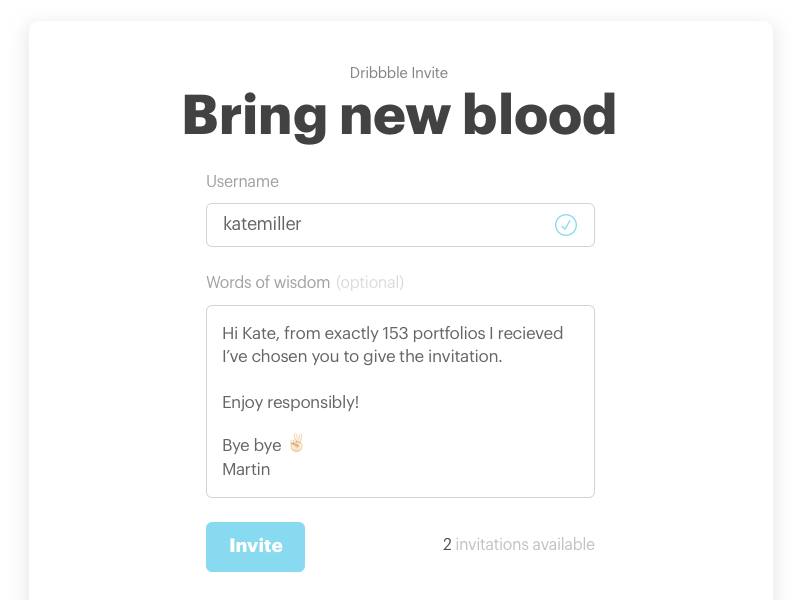 Dribbble Invite
Bring new blood
Username
katemiller
Words of wisdom (optional)
Hi Kate, from exactly 153 portfolios I recieved
I’ve chosen you to give the invitation.
Enjoy responsibly!
Bye bye ✌🏻
Martin
Invite
2 invitations available